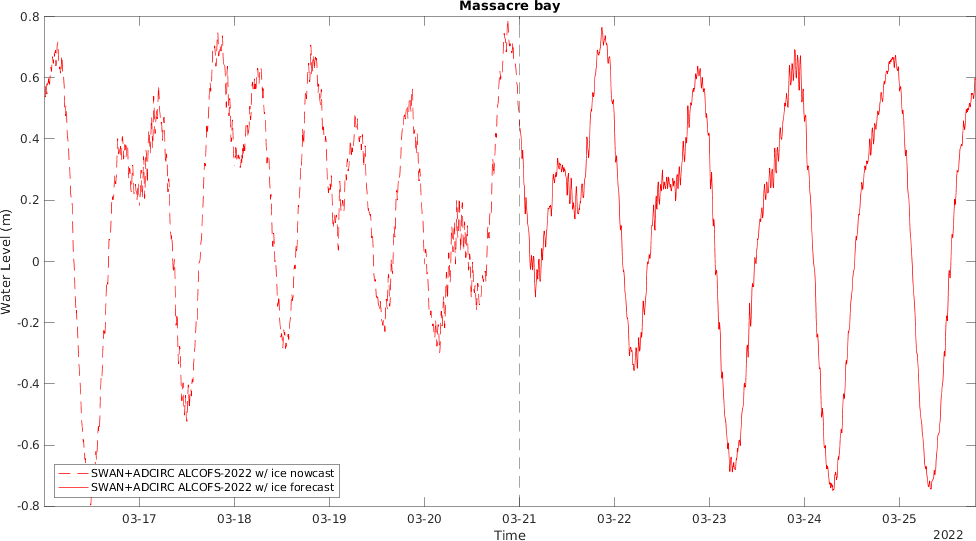 Massacre bay
Water Level (m)
0.8
0.6
0.4
0.2
0
-0.2
-0.4
-0.6
-0.8
SWAN+ADCIRC ALCOFS-2022 w/ ice nowcast
SWAN+ADCIRC ALCOFS-2022 w/ ice forecast
03-17 03-18 03-19 03-20 03-21 03-22 03-23 03-24 03-25
Time
2022